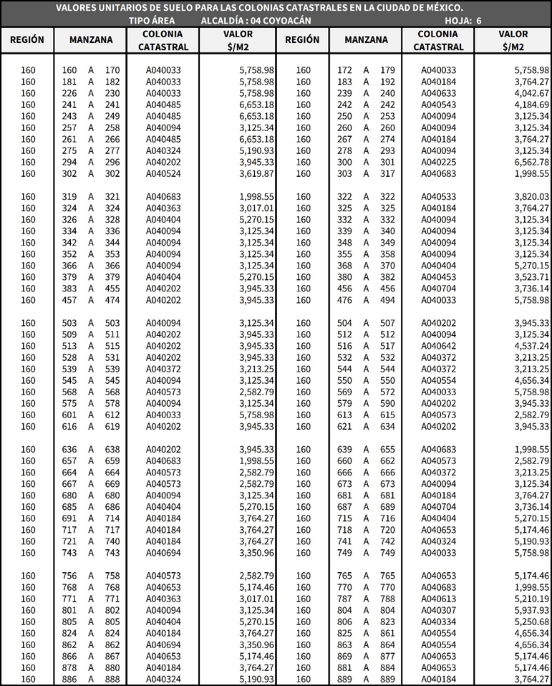 VALORES UNITARIOS DE SUELO PARA LAS COLONIAS CATASTRALES EN LA CIUDAD DE MÉXICO.
TIPO ÁREA ALCALDÍA : 04 COYOACÁN HOJA: 6
REGIÓN MANZANA COLONIA CATASTRAL VALOR $/M2 REGIÓN MANZANA COLONIA CATASTRAL VALOR $/M2
160 160 A 170 A040033 5,758.98 160 172 A 179 A040033 5,758.98
160 181 A 182 A040033 5,758.98 160 183 A 192 A040184 3,764.27
160 226 A 230 A040033 5,758.98 160 239 A 240 A040633 4,042.67
160 241 A 241 A040485 6,653.18 160 242 A 242 A040543 4,184.69
160 243 A 249 A040485 6,653.18 160 250 A 253 A040094 3,125.34
160 257 A 258 A040094 3,125.34 160 260 A 260 A040094 3,125.34
160 261 A 266 A040485 6,653.18 160 267 A 274 A040184 3,764.27
160 275 A 277 A040324 5,190.93 160 278 A 293 A040094 3,125.34
160 294 A 296 A040202 3,945.33 160 300 A 301 A040225 6,562.78
160 302 A 302 A040524 3,619.87 160 303 A 317 A040683 1,998.55
160 319 A 321 A040683 1,998.55 160 322 A 322 A040533 3,820.03
160 324 A 324 A040363 3,017.01 160 325 A 325 A040184 3,764.27
160 326 A 328 A040404 5,270.15 160 332 A 332 A040094 3,125.34
160 334 A 336 A040094 3,125.34 160 339 A 340 A040094 3,125.34
160 342 A 344 A040094 3,125.34 160 348 A 349 A040094 3,125.34
160 352 A 353 A040094 3,125.34 160 355 A 358 A040094 3,125.34
160 366 A 366 A040094 3,125.34 160 368 A 370 A040404 5,270.15
160 379 A 379 A040404 5,270.15 160 380 A 382 A040453 3,523.71
160 383 A 455 A040202 3,945.33 160 456 A 456 A040704 3,736.14
160 457 A 474 A040202 3,945.33 160 476 A 494 A040033 5,758.98
160 503 A 503 A040094 3,125.34 160 504 A 507 A040202 3,945.33
160 509 A 511 A040202 3,945.33 160 512 A 512 A040094 3,125.34
160 513 A 515 A040202 3,945.33 160 516 A 517 A040642 4,537.24
160 528 A 531 A040202 3,945.33 160 532 A 532 A040372 3,213.25
160 539 A 539 A040372 3,213.25 160 544 A 544 A040372 3,213.25
160 545 A 545 A040094 3,125.34 160 550 A 550 A040554 4,656.34
160 568 A 568 A040573 2,582.79 160 569 A 572 A040033 5,758.98
160 575 A 578 A040094 3,125.34 160 579 A 590 A040202 3,945.33
160 601 A 612 A040033 5,758.98 160 613 A 615 A040573 2,582.79
160 616 A 619 A040202 3,945.33 160 621 A 634 A040202 3,945.33
160 636 A 638 A040202 3,945.33 160 639 A 655 A040683 1,998.55
160 657 A 659 A040683 1,998.55 160 660 A 662 A040573 2,582.79
160 664 A 664 A040573 2,582.79 160 666 A 666 A040372 3,213.25
160 667 A 669 A040573 2,582.79 160 673 A 673 A040094 3,125.34
160 680 A 680 A040094 3,125.34 160 681 A 681 A040184 3,764.27
160 685 A 686 A040404 5,270.15 160 687 A 689 A040704 3,736.14
160 691 A 714 A040184 3,764.27 160 715 A 716 A040404 5,270.15
160 717 A 717 A040184 3,764.27 160 718 A 720 A040653 5,174.46
160 721 A 740 A040184 3,764.27 160 741 A 742 A040324 5,190.93
160 743 A 743 A040694 3,350.96 160 749 A 749 A040033 5,758.98
160 756 A 758 A040573 2,582.79 160 765 A 765 A040653 5,174.46
160 768 A 768 A040653 5,174.46 160 770 A 770 A040683 1,998.55
160 771 A 771 A040363 3,017.01 160 787 A 788 A040613 5,210.19
160 801 A 802 A040094 3,125.34 160 804 A 804 A040307 5,937.93
160 805 A 805 A040404 5,270.15 160 806 A 823 A040334 5,250.68
160 824 A 824 A040184 3,764.27 160 825 A 861 A040554 4,656.34
160 862 A 862 A040694 3,350.96 160 863 A 864 A040554 4,656.34
160 866 A 867 A040653 5,174.46 160 869 A 877 A040653 5,174.46
160 878 A 880 A040184 3,764.27 160 881 A 884 A040653 5,174.46
160 886 A 888 A040324 5,190.93 160 889 A 889 A040184 3,764.27